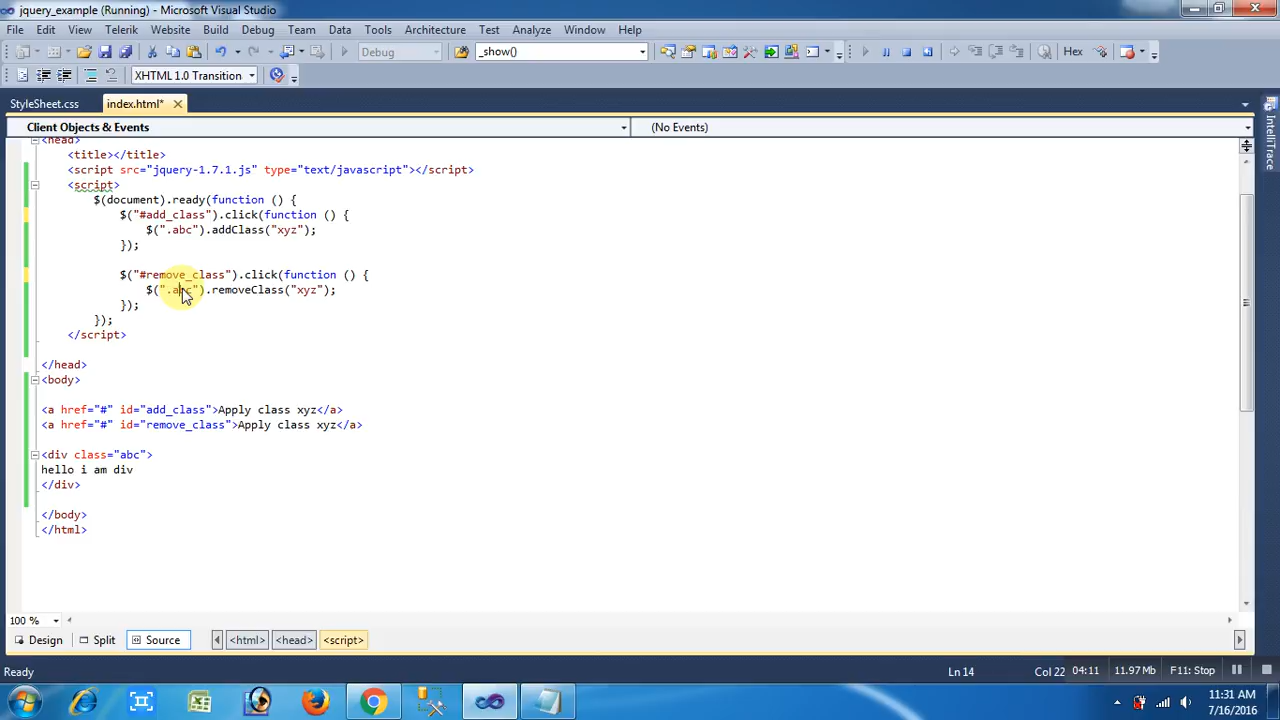 jquery_example (Running) - Microsoft Visual Studio
File Edit View Telerik Website Build Debug Team Data Tools Architecture Test Analyze Window Help
Debug _show() Hex
XHTML 1.0 Transition
StyleSheet.css index.html*
Client Objects & Events (No Events)
<head>
<title></title>
<script src="jquery-1.7.1.js" type="text/javascript"></script>
<script>
$(document).ready(function () {
$("#add_class").click(function () {
$(".abc").addClass("xyz");
});
$("#remove_class").click(function () {
$(".abc").removeClass("xyz");
});
});
</script>
</head>
<body>
<a href="#" id="add_class">Apply class xyz</a>
<a href="#" id="remove_class">Apply class xyz</a>
<div class="abc">
hello i am div
</div>
</body>
</html>
100 %
Design Split Source <html> <head> <script>
Ready Ln 14 Col 22 04:11 11.97 MB F11: Stop
11:31 AM
7/16/2016
IntelliTrace